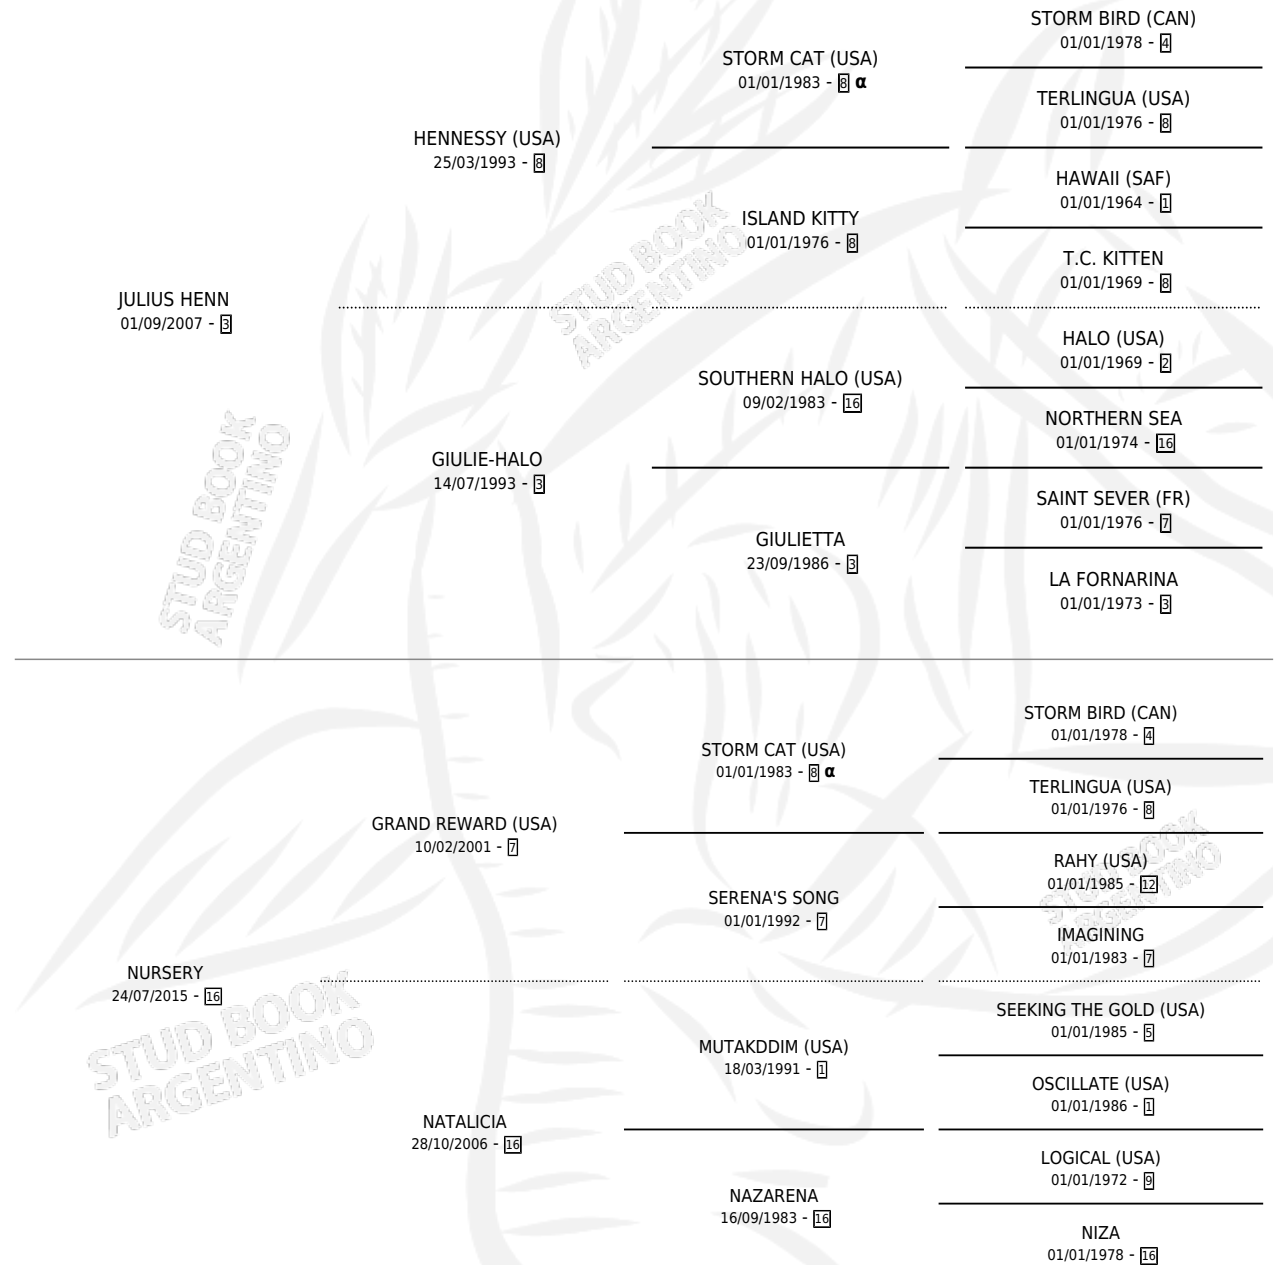 STORM BIRD (CAN)
01/01/1978 - 4
STORM CAT (USA)
01/01/1983 - 8 α
TERLINGUA (USA)
01/01/1976 - 8
HENNESSY (USA)
25/03/1993 - 8
HAWAII (SAF)
01/01/1964 - 1
ISLAND KITTY
01/01/1976 - 8
T.C. KITTEN
01/01/1969 - 8
JULIUS HENN
01/09/2007 - 3
HALO (USA)
01/01/1969 - 2
SOUTHERN HALO (USA)
09/02/1983 - 16
NORTHERN SEA
01/01/1974 - 16
GIULIE-HALO
14/07/1993 - 3
SAINT SEVER (FR)
01/01/1976 - 7
GIULIETTA
23/09/1986 - 3
LA FORNARINA
01/01/1973 - 3
STORM BIRD (CAN)
01/01/1978 - 4
STORM CAT (USA)
01/01/1983 - 8 α
TERLINGUA (USA)
01/01/1976 - 8
GRAND REWARD (USA)
10/02/2001 - 7
RAHY (USA)
01/01/1985 - 12
SERENA'S SONG
01/01/1992 - 7
IMAGINING
01/01/1983 - 7
NURSERY
24/07/2015 - 16
SEEKING THE GOLD (USA)
01/01/1985 - 5
MUTAKDDIM (USA)
18/03/1991 - 1
OSCILLATE (USA)
01/01/1986 - 1
NATALICIA
28/10/2006 - 16
LOGICAL (USA)
01/01/1972 - 9
NAZARENA
16/09/1983 - 16
NIZA
01/01/1978 - 16
STUD BOOK
ARGENTINO
STUD BOOK
ARGENTINO
STUD BOOK
ARGENTINO
STUD BOOK
ARGENTINO